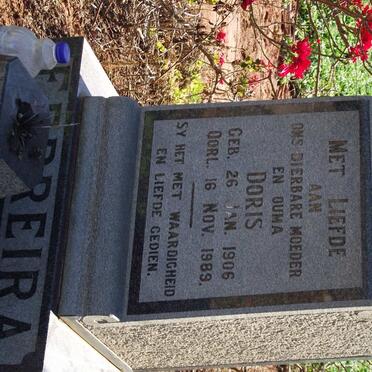 MET LIEFDE
AAN
ONS DIERBARE MOEDER
EN OUMA
DORIS
GEB. 26 JAN. 1906
OORL. 16 NOV. 1989.
SY HET MET WAARDIGHEID
EN LIEFDE GEDIEN.
FERREIRA